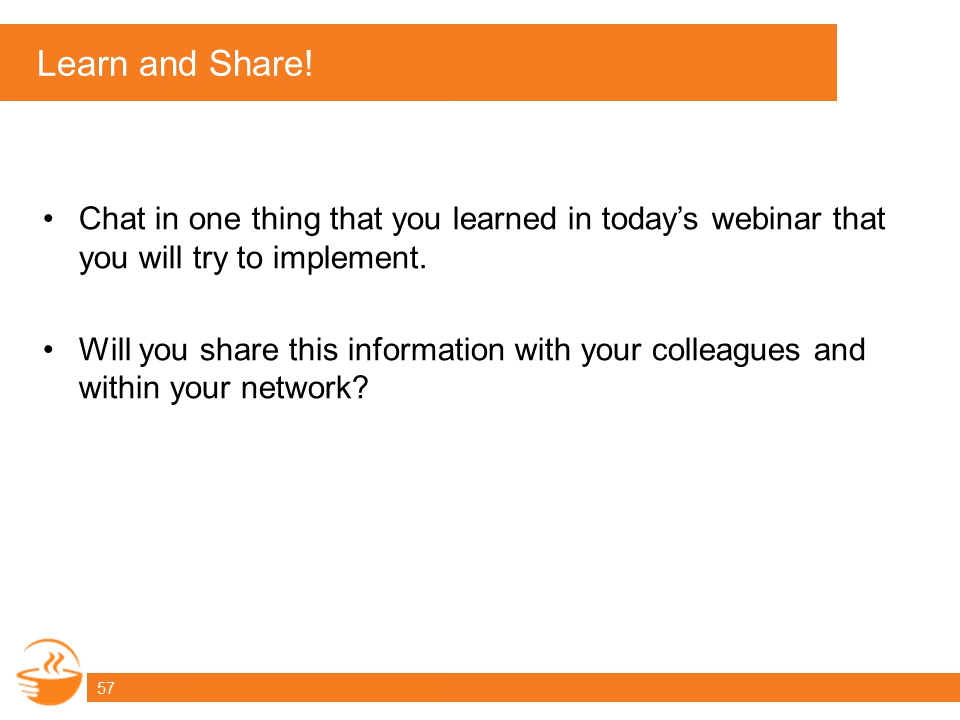 Learn and Share!
• Chat in one thing that you learned in today’s webinar that
you will try to implement.
• Will you share this information with your colleagues and
within your network?
57